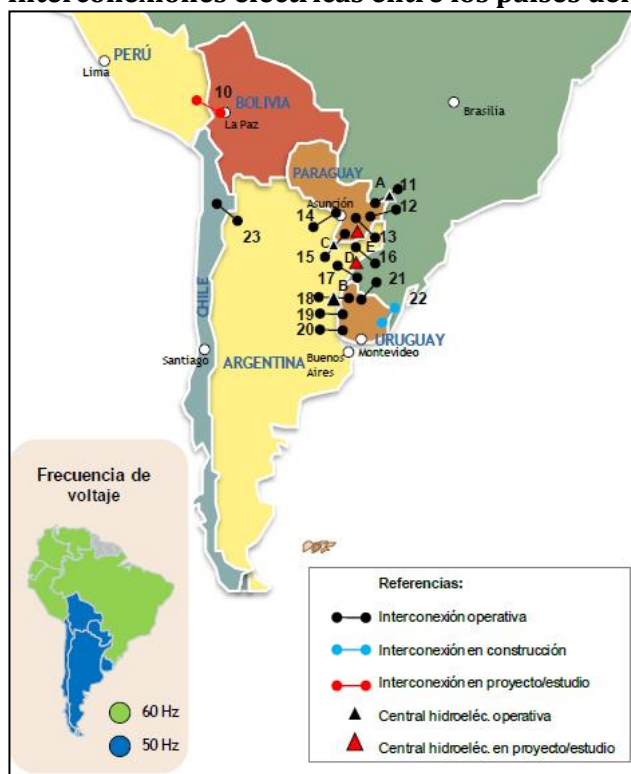 Interconexiones eléctricas entre los países del
PERÚ
Lima
10
BOLIVIA
La Paz
Brasilia
PARAGUAY
A
11
12
Asunción
14
13
23
C
E
15
D
16
17
B
21
18
22
19
20
CHILE
URUGUAY
Santiago
ARGENTINA
Buenos
Aires
Montevideo
Frecuencia de
voltaje
60 Hz
50 Hz
Referencias:
Interconexión operativa
Interconexión en construcción
Interconexión en proyecto/estudio
Central hidroeléc. operativa
Central hidroeléc. en proyecto/estudio